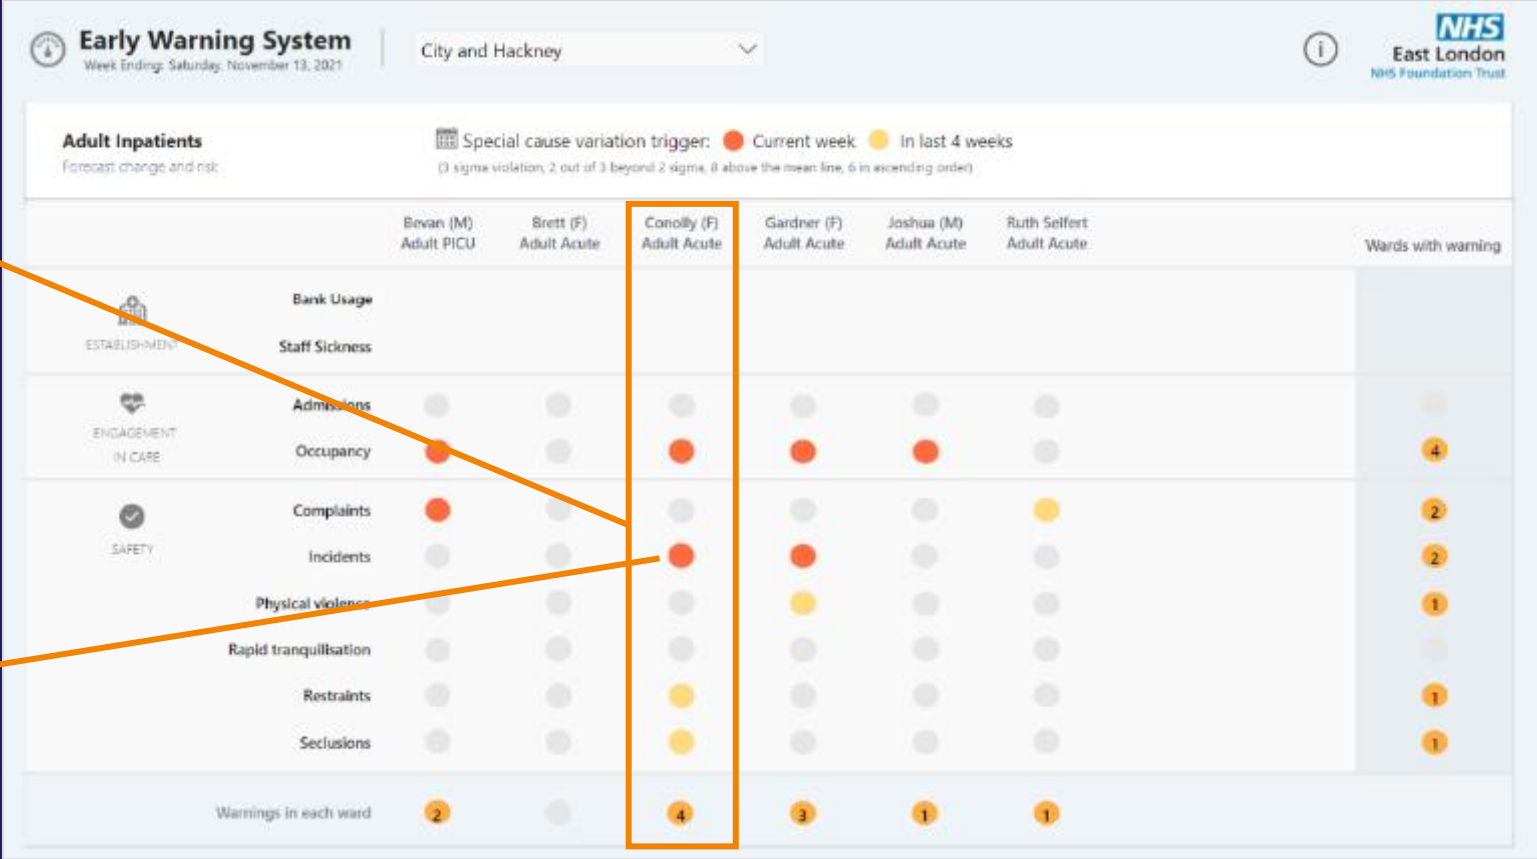 Early Warning System
Week Ending: Saturday, November 13, 2021
City and Hackney
i
NHS
East London
NHS Foundation Trust
Adult Inpatients
Forecast change and risk
Special cause variation trigger: Current week In last 4 weeks
(3 sigma violation, 2 out of 3 beyond 2 sigma, 8 above the mean line, 6 in ascending order)
Bevan (M) Brett (F) Conolly (F) Gardner (F) Joshua (M) Ruth Seifert
Adult PICU Adult Acute Adult Acute Adult Acute Adult Acute Adult Acute Wards with warning
Bank Usage
ESTABLISHMENT Staff Sickness
Admissions
ENGAGEMENT
IN CARE Occupancy 4
Complaints 2
SAFETY Incidents 2
Physical violence 1
Rapid tranquillisation
Restraints 1
Seclusions 1
Warnings in each ward 2 4 3 1 1